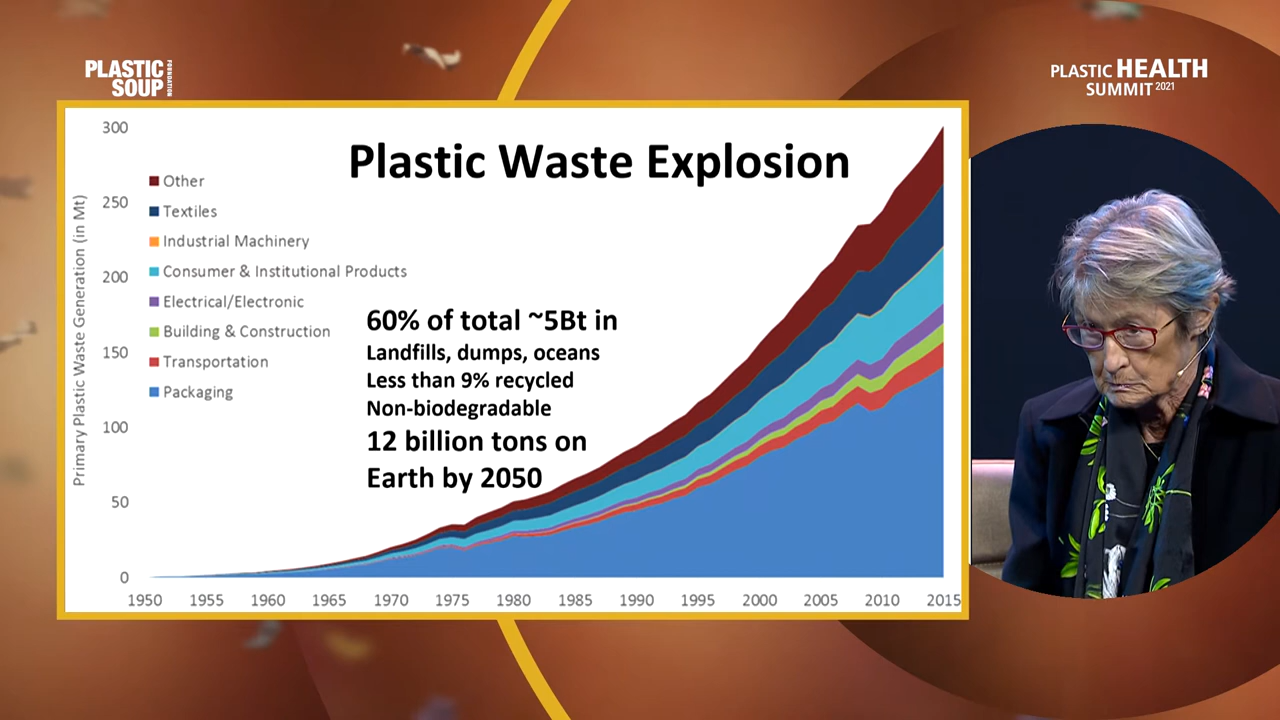 PLASTIC
SOUP
FOUNDATION
PLASTIC HEALTH
SUMMIT 2021
Plastic Waste Explosion
Primary Plastic Waste Generation (in Mt)
300
250
200
150
100
50
0
Other
Textiles
Industrial Machinery
Consumer & Institutional Products
Electrical/Electronic
Building & Construction
Transportation
Packaging
60% of total ~5Bt in
Landfills, dumps, oceans
Less than 9% recycled
Non-biodegradable
12 billion tons on
Earth by 2050
1950 1955 1960 1965 1970 1975 1980 1985 1990 1995 2000 2005 2010 2015